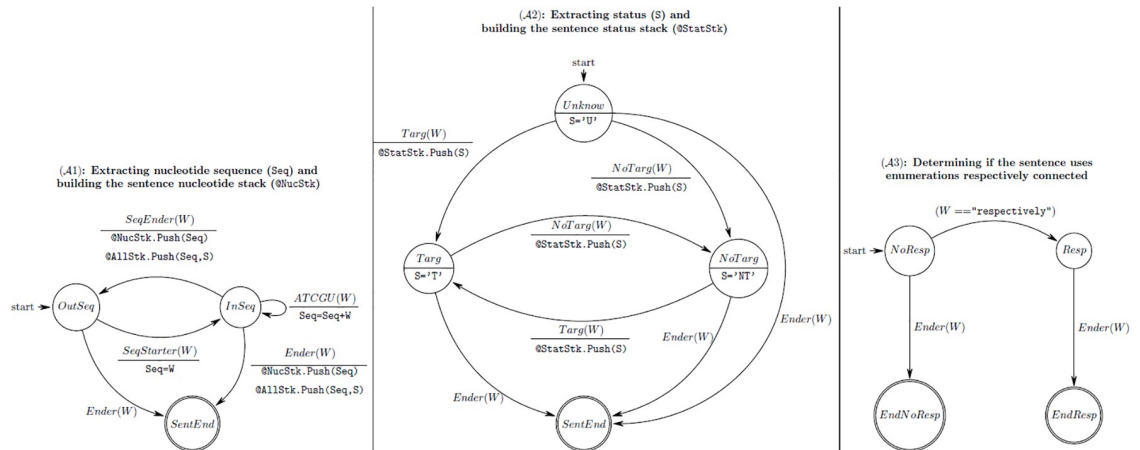 (A1): Extracting nucleotide sequence (Seq) and
building the sentence nucleotide stack (@NucStk)
SeqEnder(W)
@NucStk.Push(Seq)
@AllStk.Push(Seq,S)
start
OutSeq
InSeq
ATCGU(W)
Seq=Seq+W
SeqStarter(W)
Seq=W
Ender(W)
@NucStk.Push(Seq)
@AllStk.Push(Seq,S)
Ender(W)
SentEnd
(A2): Extracting status (S) and
building the sentence status stack (@StatStk)
start
Unknow
S='U'
Targ(W)
@StatStk.Push(S)
NoTarg(W)
@StatStk.Push(S)
NoTarg(W)
@StatStk.Push(S)
Targ
S='T'
NoTarg
S='NT'
Targ(W)
@StatStk.Push(S)
Ender(W)
Ender(W)
Ender(W)
SentEnd
(A3): Determining if the sentence uses
enumerations respectively connected
(W =="respectively")
start
NoResp
Resp
Ender(W)
Ender(W)
EndNoResp
EndResp